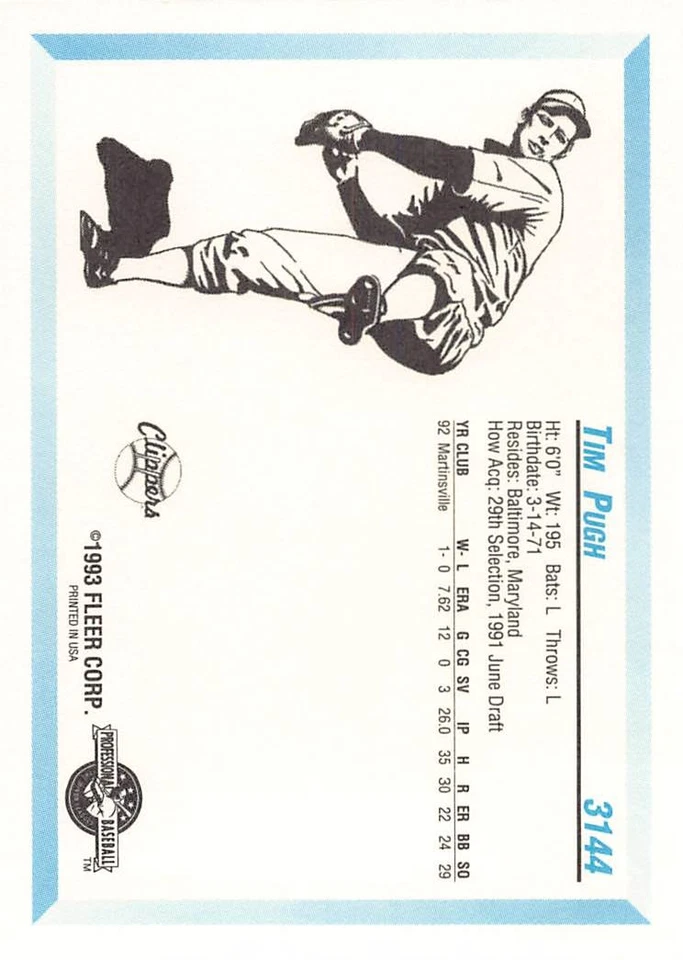 TIM PUGH 3144
Ht: 6'0" Wt: 195 Bats: L Throws: L
Birthdate: 3-14-71
Resides: Baltimore, Maryland
How Acq: 29th Selection, 1991 June Draft
YR CLUB W- L ERA G CG SV IP H R ER BB SO
92 Martinsville 1- 0 7.62 12 0 3 26.0 35 30 22 24 29
Clippers
©1993 FLEER CORP.
PRINTED IN USA
PROFESSIONAL BASEBALL
TM